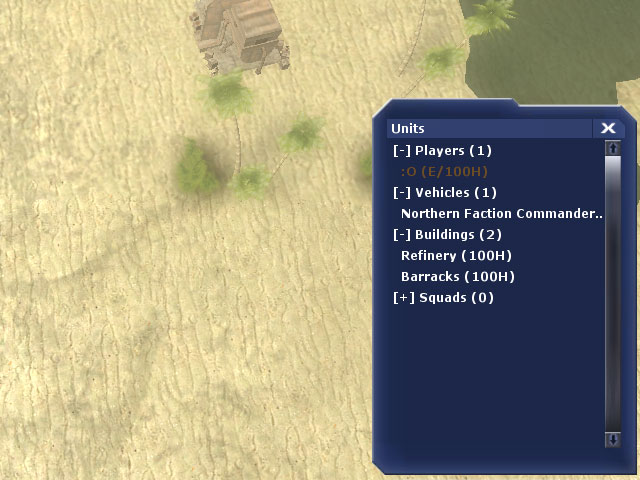 Units
[-] Players (1)
:O (E/100H)
[-] Vehicles (1)
Northern Faction Commander..
[-] Buildings (2)
Refinery (100H)
Barracks (100H)
[+] Squads (0)